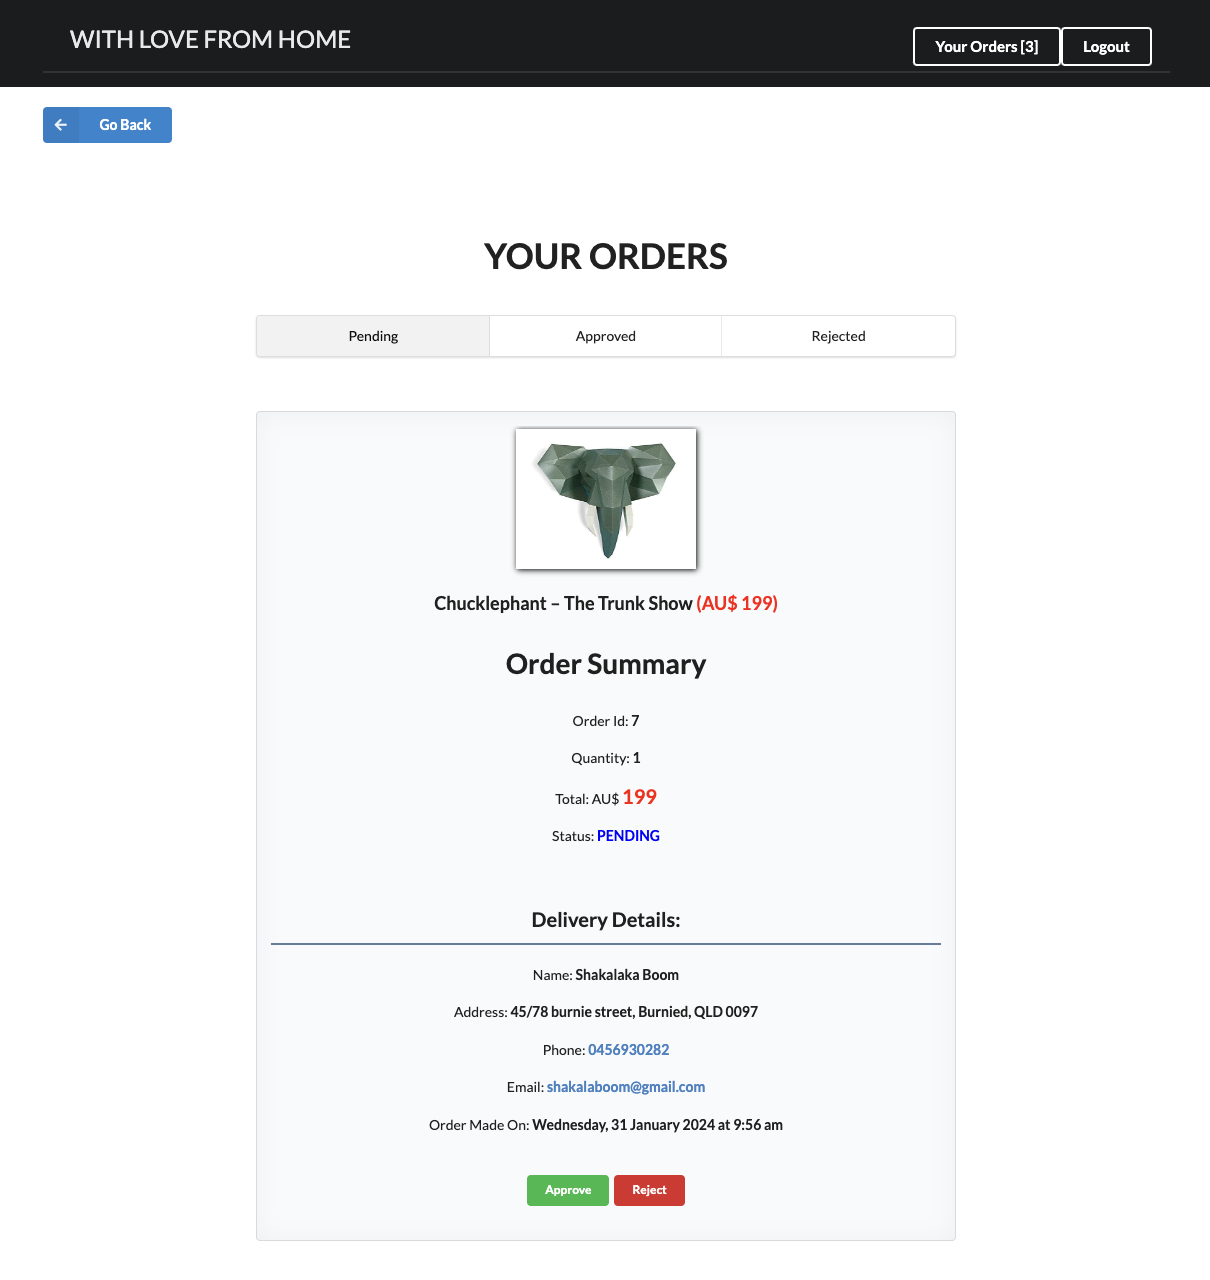 WITH LOVE FROM HOME
Your Orders [3]
Logout
Go Back
YOUR ORDERS
Pending
Approved
Rejected
Chucklephant – The Trunk Show (AU$ 199)
Order Summary
Order Id: 7
Quantity: 1
Total: AU$ 199
Status: PENDING
Delivery Details:
Name: Shakalaka Boom
Address: 45/78 burnie street, Burnied, QLD 0097
Phone: 0456930282
Email: shakalaboom@gmail.com
Order Made On: Wednesday, 31 January 2024 at 9:56 am
Approve
Reject